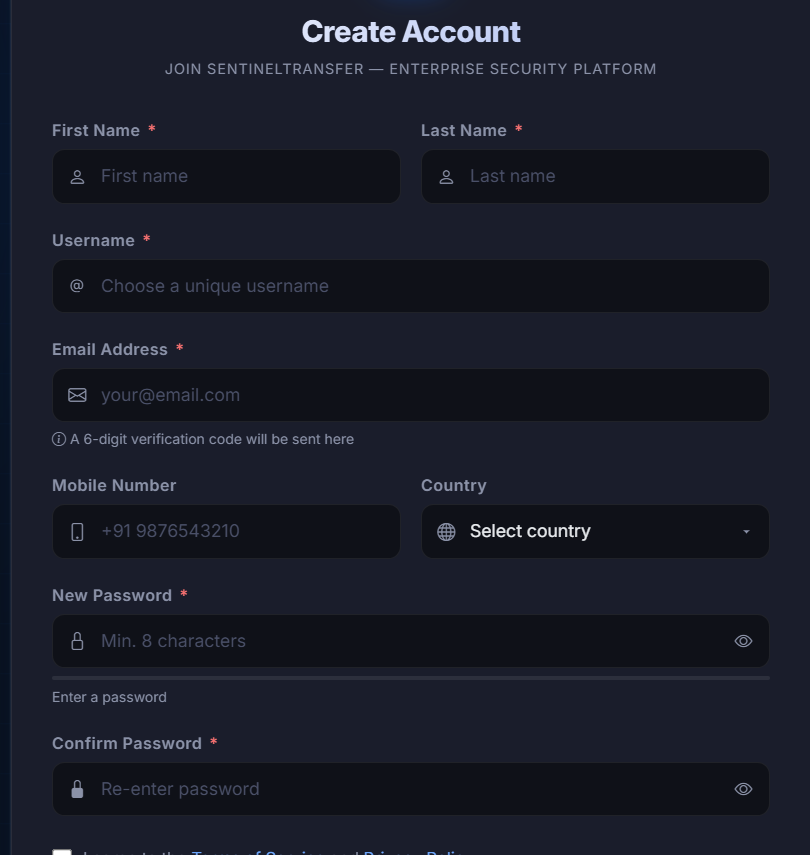 Create Account
JOIN SENTINELTRANSFER — ENTERPRISE SECURITY PLATFORM
First Name * Last Name *
First name Last name
Username *
@ Choose a unique username
Email Address *
your@email.com
A 6-digit verification code will be sent here
Mobile Number Country
+91 9876543210 Select country
New Password *
Min. 8 characters
Enter a password
Confirm Password *
Re-enter password